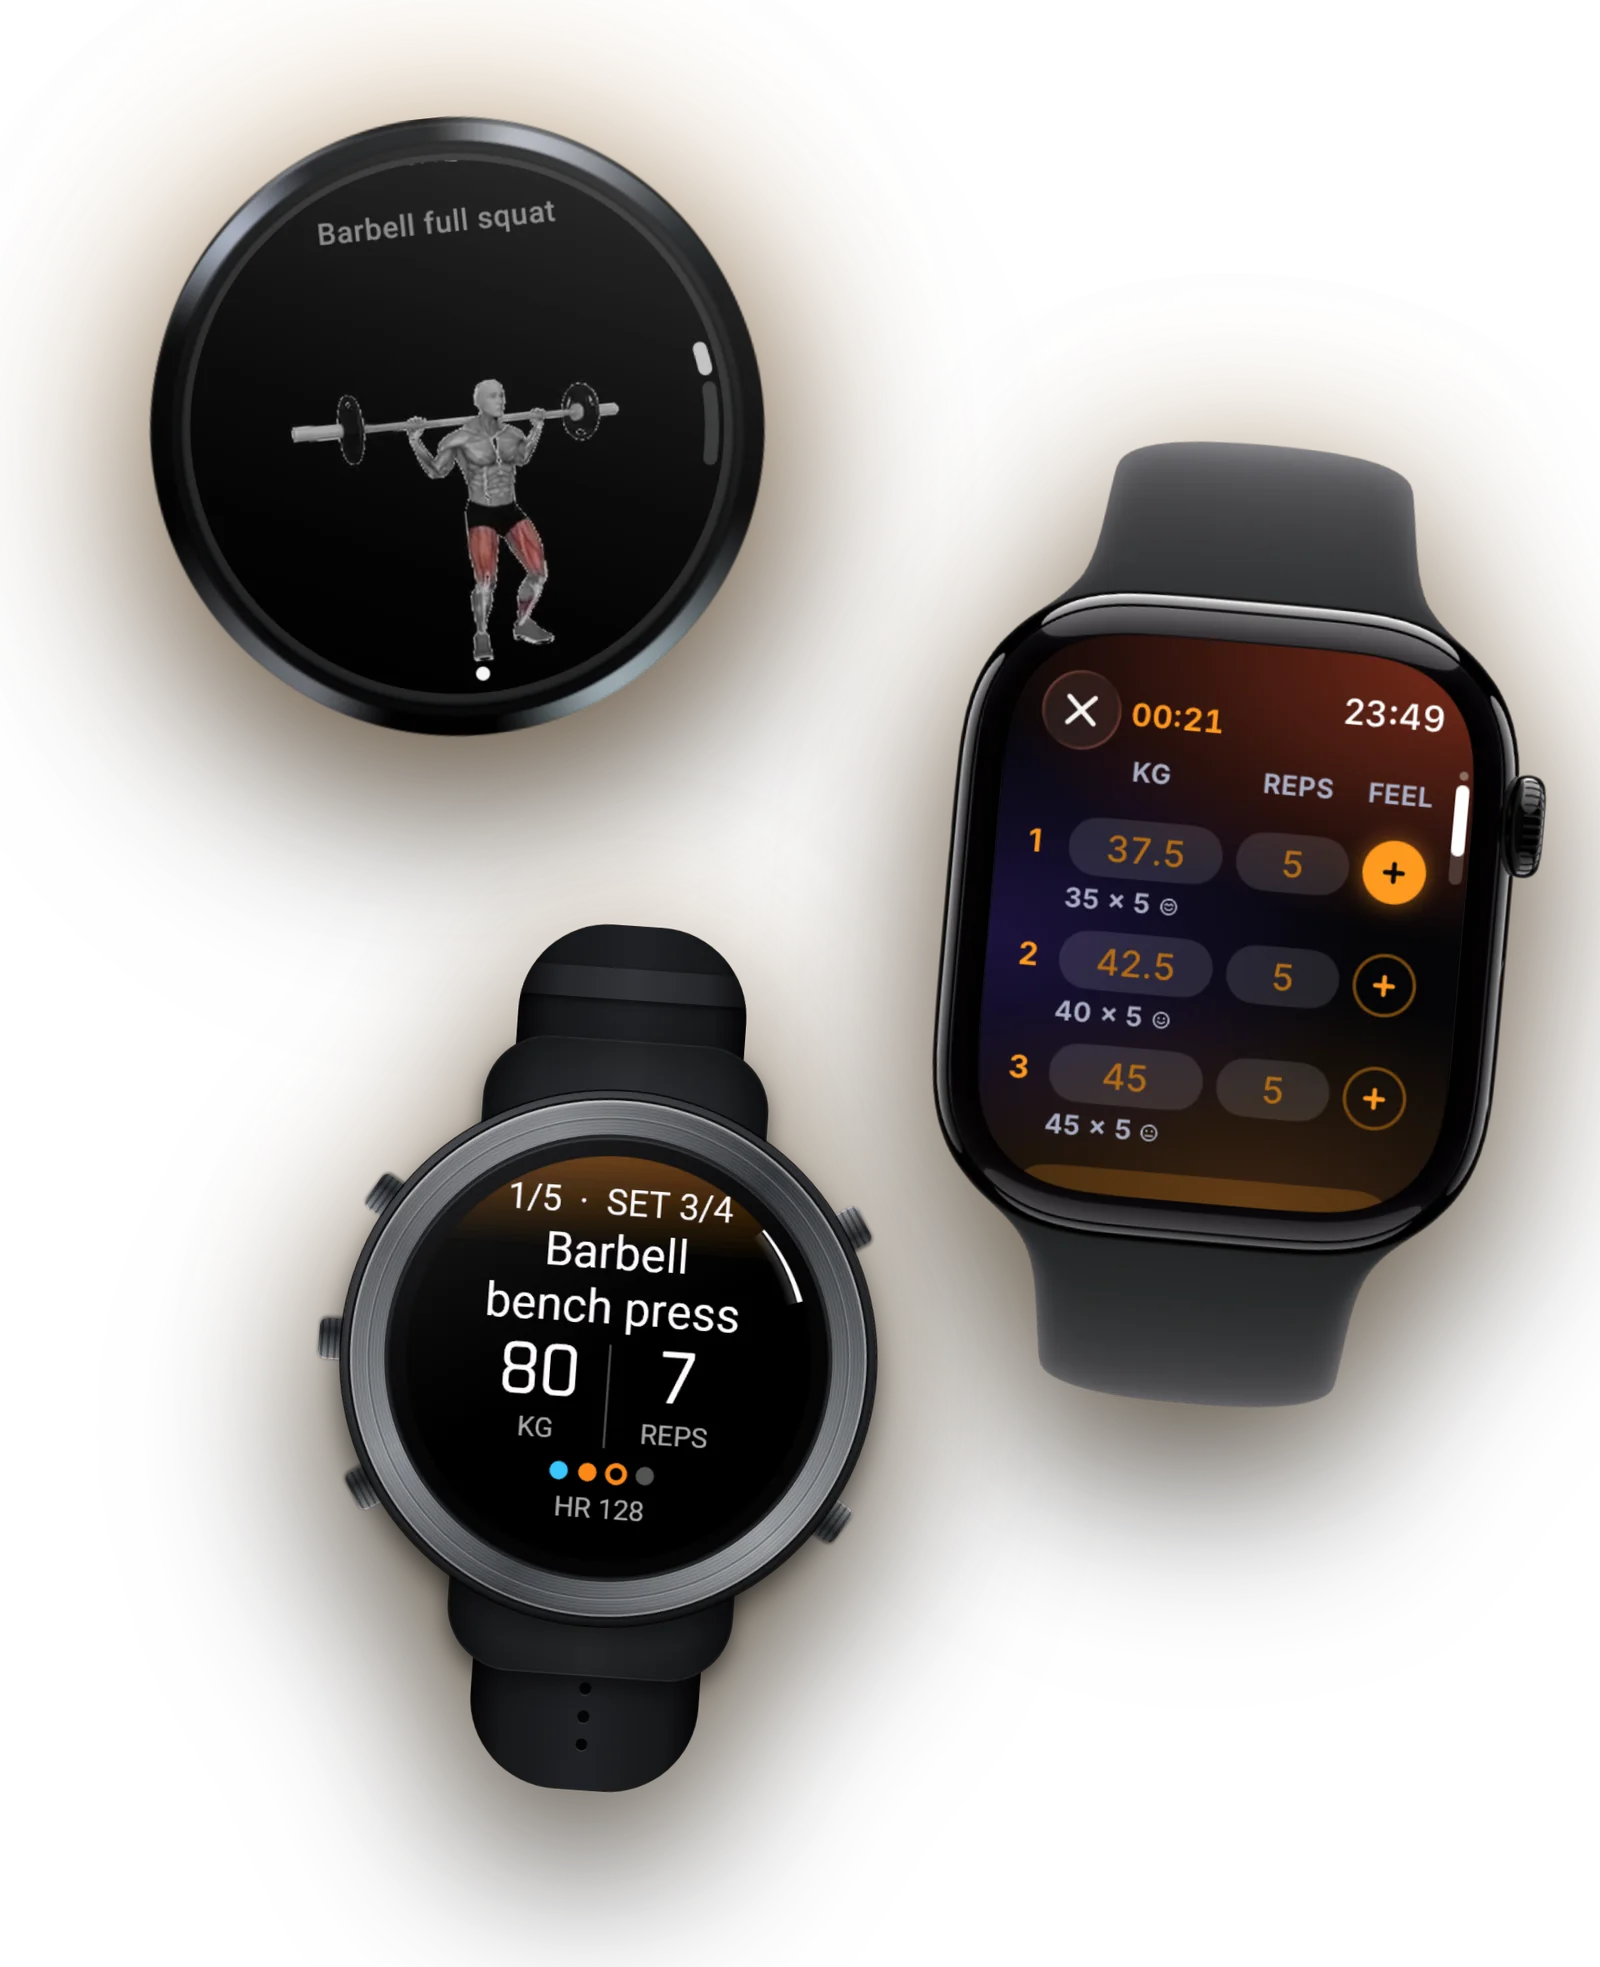 Barbell full squat
00:21
23:49
KG REPS FEEL
1 37.5 5 +
35 × 5
2 42.5 5 +
40 × 5
3 45 5 +
45 × 5
1/5 · SET 3/4
Barbell
bench press
80 7
KG REPS
HR 128